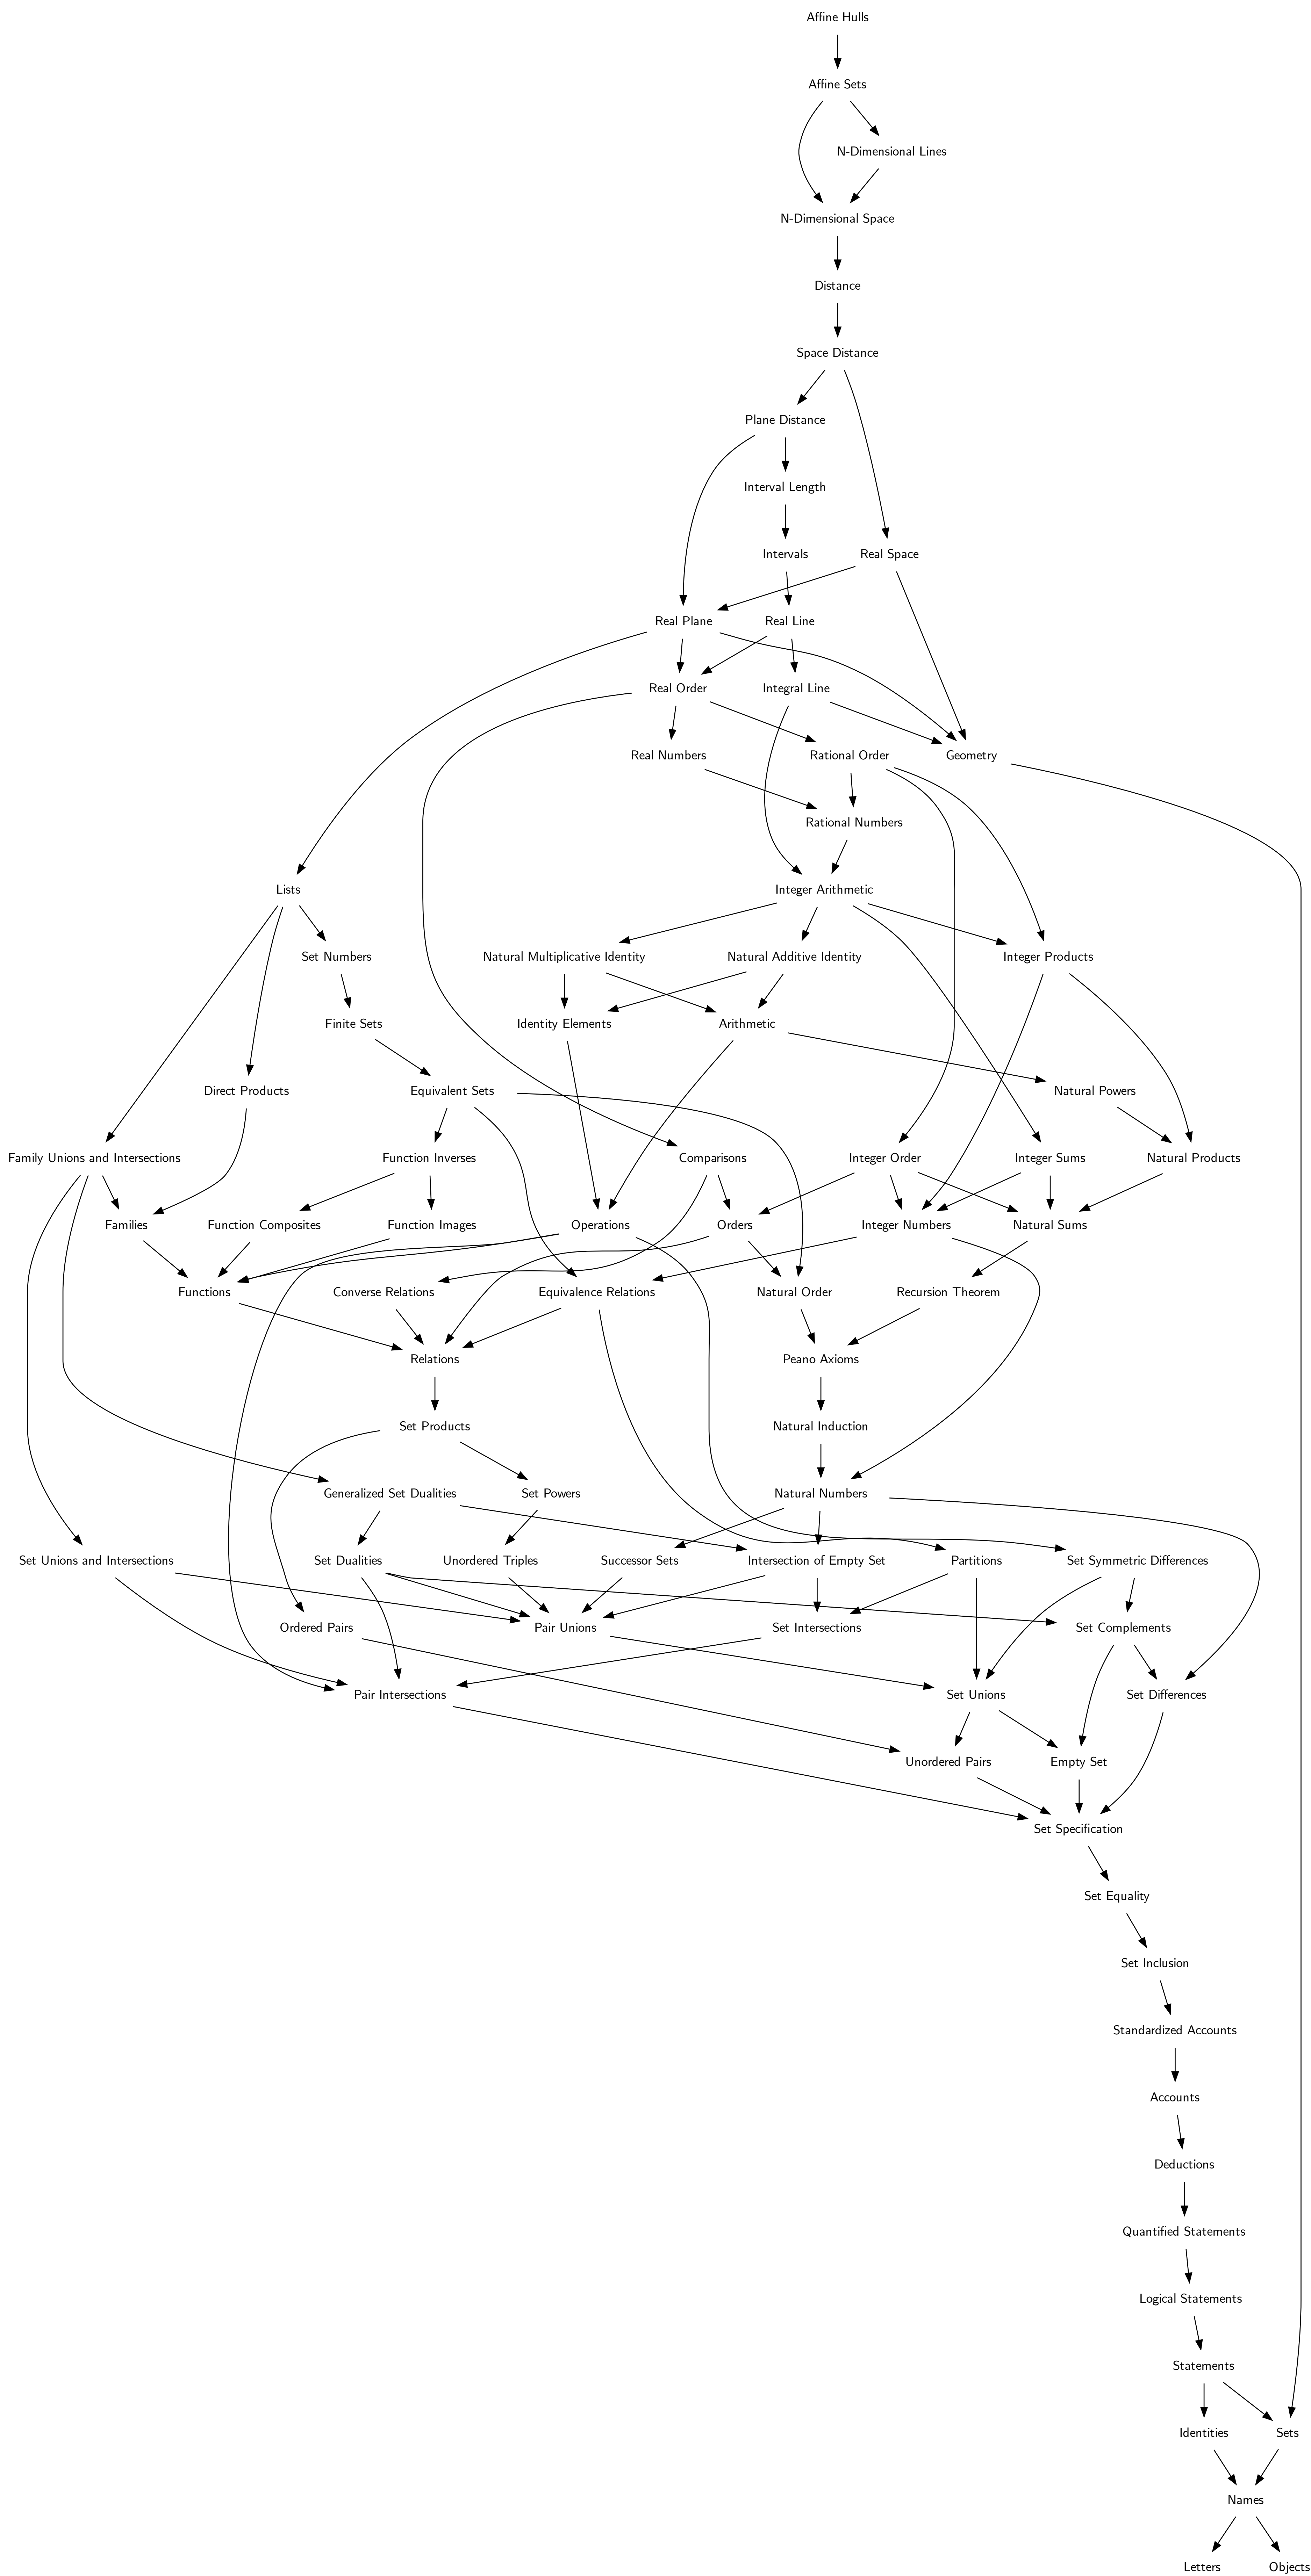 Affine Hulls
Affine Sets
N-Dimensional Lines
N-Dimensional Space
Distance
Space Distance
Plane Distance
Interval Length
Intervals
Real Space
Real Plane
Real Line
Real Order
Integral Line
Real Numbers
Rational Order
Geometry
Rational Numbers
Lists
Integer Arithmetic
Set Numbers
Natural Multiplicative Identity
Natural Additive Identity
Integer Products
Finite Sets
Identity Elements
Arithmetic
Direct Products
Equivalent Sets
Natural Powers
Family Unions and Intersections
Function Inverses
Comparisons
Integer Order
Integer Sums
Natural Products
Families
Function Composites
Function Images
Operations
Orders
Integer Numbers
Natural Sums
Functions
Converse Relations
Equivalence Relations
Natural Order
Recursion Theorem
Relations
Peano Axioms
Set Products
Natural Induction
Generalized Set Dualities
Set Powers
Natural Numbers
Set Unions and Intersections
Set Dualities
Unordered Triples
Successor Sets
Intersection of Empty Set
Partitions
Set Symmetric Differences
Ordered Pairs
Pair Unions
Set Intersections
Set Complements
Pair Intersections
Set Unions
Set Differences
Unordered Pairs
Empty Set
Set Specification
Set Equality
Set Inclusion
Standardized Accounts
Accounts
Deductions
Quantified Statements
Logical Statements
Statements
Identities
Sets
Names
Letters
Objects